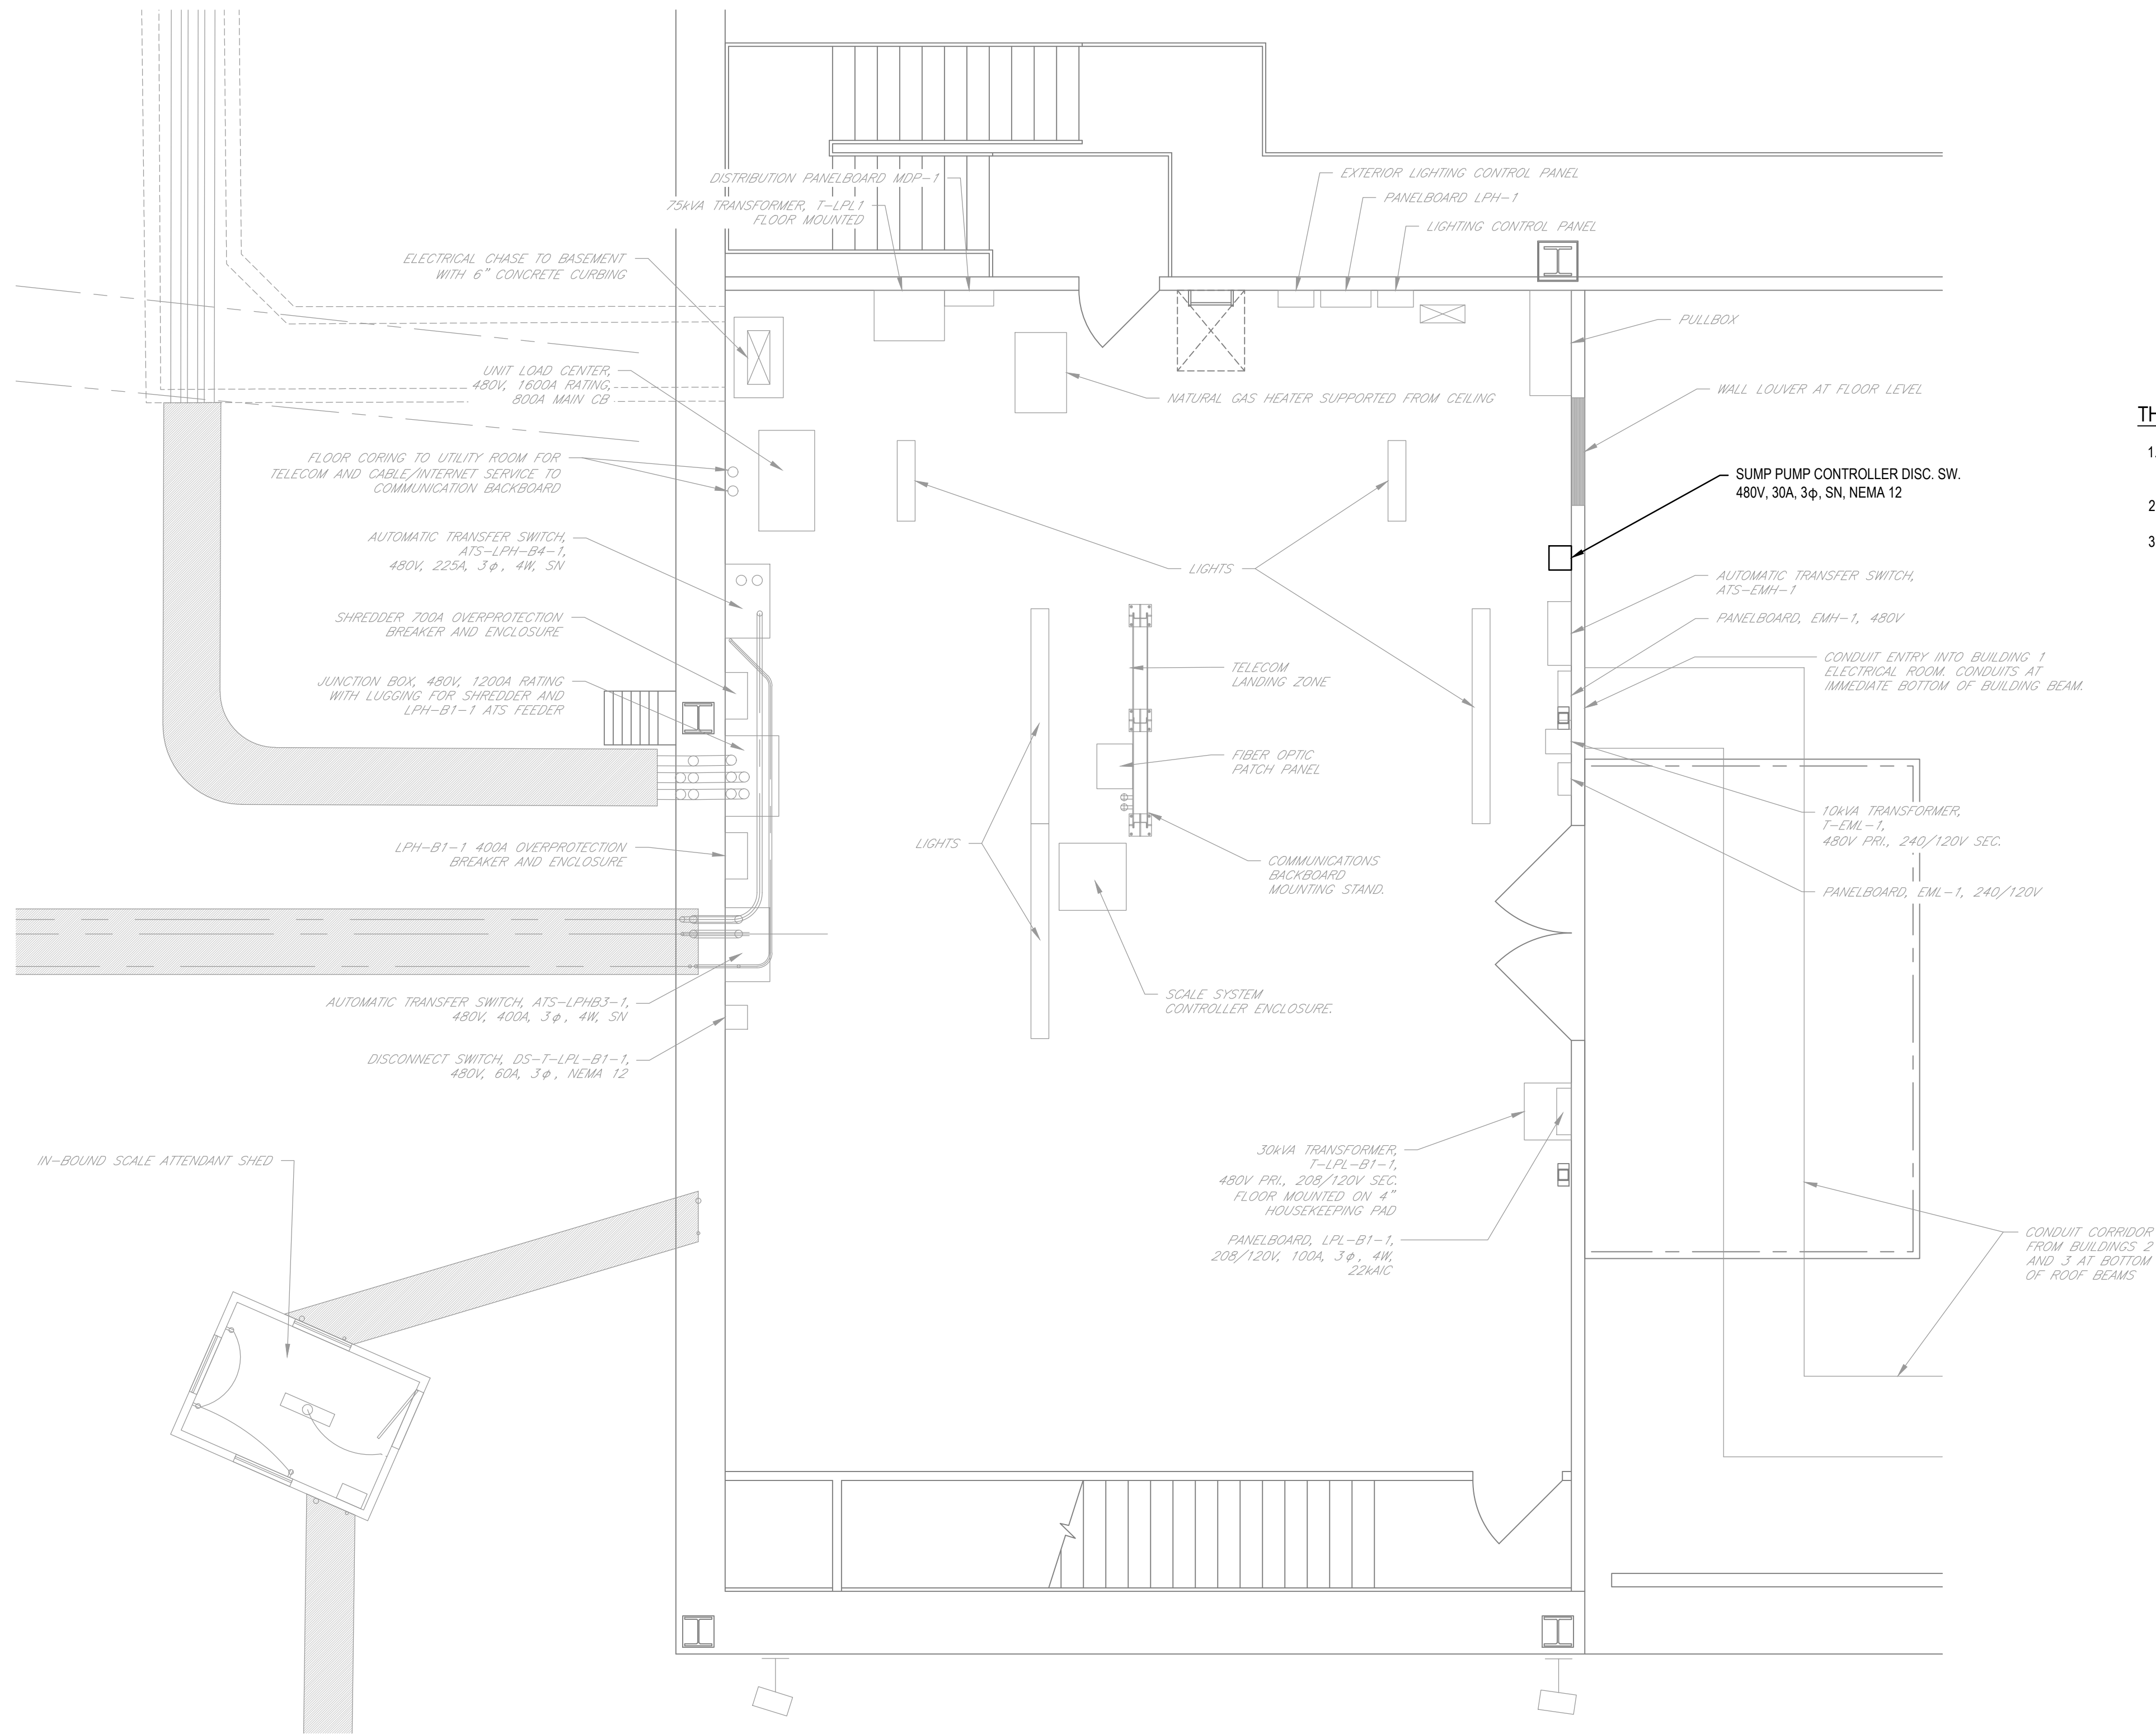 DISTRIBUTION PANELBOARD MDP-1
75kVA TRANSFORMER, T-LPL1
FLOOR MOUNTED
EXTERIOR LIGHTING CONTROL PANEL
PANELBOARD LPH-1
LIGHTING CONTROL PANEL
ELECTRICAL CHASE TO BASEMENT
WITH 6" CONCRETE CURBING
PULLBOX
UNIT LOAD CENTER,
480V, 1600A RATING,
800A MAIN CB
NATURAL GAS HEATER SUPPORTED FROM CEILING
WALL LOUVER AT FLOOR LEVEL
TH
1.
2
3
FLOOR CORING TO UTILITY ROOM FOR
TELECOM AND CABLE/INTERNET SERVICE TO
COMMUNICATION BACKBOARD
SUMP PUMP CONTROLLER DISC. SW.
480V, 30A, 3ϕ, SN, NEMA 12
AUTOMATIC TRANSFER SWITCH,
ATS-LPH-B4-1,
480V, 225A, 3ϕ, 4W, SN
LIGHTS
AUTOMATIC TRANSFER SWITCH,
ATS-EMH-1
SHREDDER 700A OVERPROTECTION
BREAKER AND ENCLOSURE
PANELBOARD, EMH-1, 480V
JUNCTION BOX, 480V, 1200A RATING
WITH LUGGING FOR SHREDDER AND
LPH-B1-1 ATS FEEDER
TELECOM
LANDING ZONE
CONDUIT ENTRY INTO BUILDING 1
ELECTRICAL ROOM. CONDUITS AT
IMMEDIATE BOTTOM OF BUILDING BEAM.
FIBER OPTIC
PATCH PANEL
10kVA TRANSFORMER,
T-EML-1,
480V PRI., 240/120V SEC.
LPH-B1-1 400A OVERPROTECTION
BREAKER AND ENCLOSURE
LIGHTS
COMMUNICATIONS
BACKBOARD
MOUNTING STAND.
PANELBOARD, EML-1, 240/120V
AUTOMATIC TRANSFER SWITCH, ATS-LPHB3-1,
480V, 400A, 3ϕ, 4W, SN
SCALE SYSTEM
CONTROLLER ENCLOSURE.
DISCONNECT SWITCH, DS-T-LPL-B1-1,
480V, 60A, 3ϕ, NEMA 12
IN-BOUND SCALE ATTENDANT SHED
30kVA TRANSFORMER,
T-LPL-B1-1,
480V PRI., 208/120V SEC.
FLOOR MOUNTED ON 4"
HOUSEKEEPING PAD
PANELBOARD, LPL-B1-1,
208/120V, 100A, 3ϕ, 4W,
22kAIC
CONDUIT CORRIDOR
FROM BUILDINGS 2
AND 3 AT BOTTOM
OF ROOF BEAMS